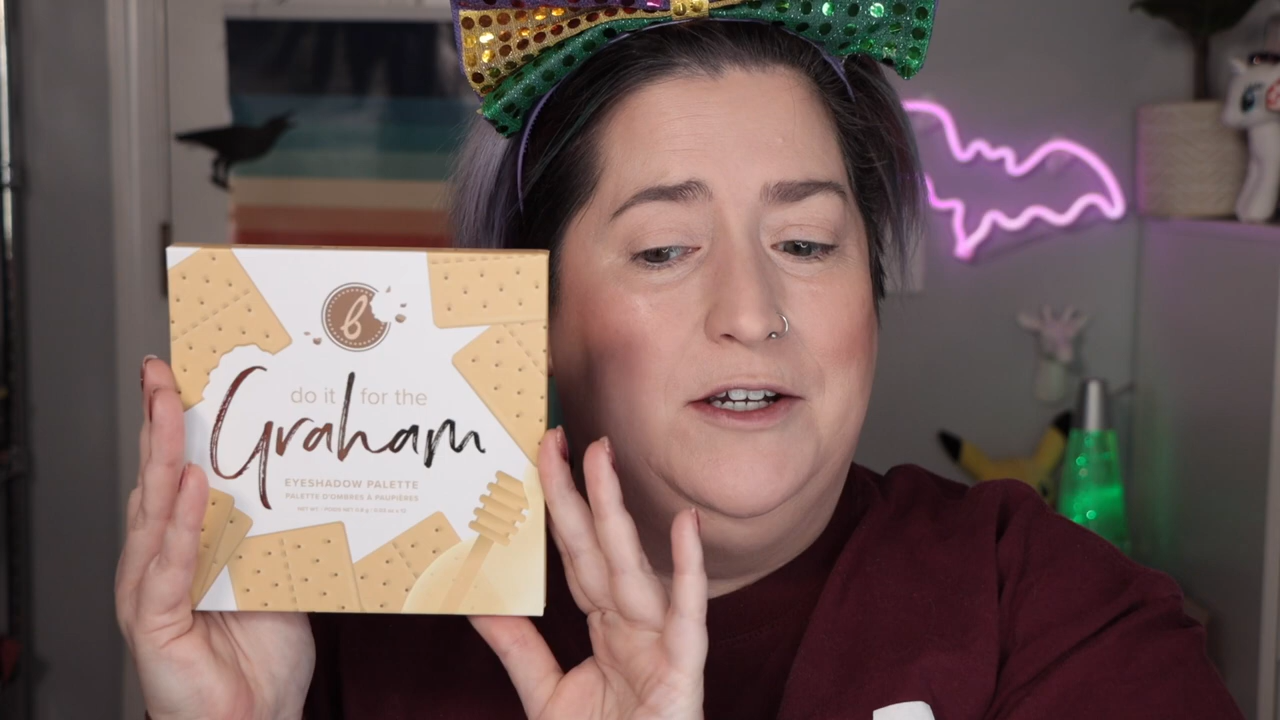 b
do it for the
Graham
EYESHADOW PALETTE
PALETTE D'OMBRES À PAUPIÈRES